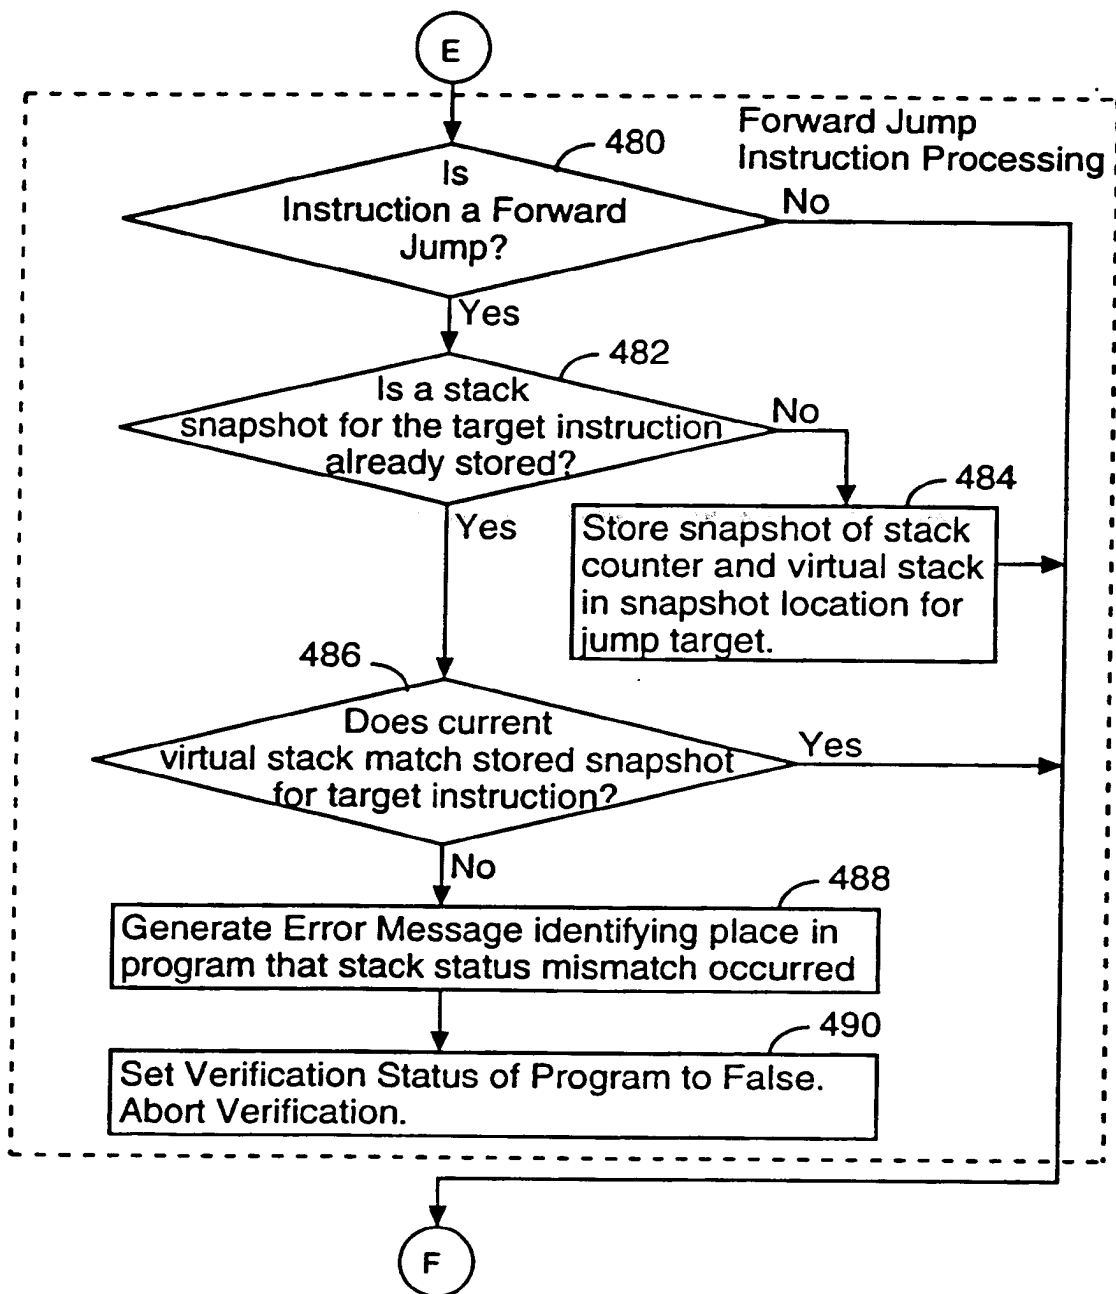 E
Forward Jump
Instruction Processing
480
Is
Instruction a Forward
Jump?
No
Yes
482
Is a stack
snapshot for the target instruction
already stored?
No
Yes
484
Store snapshot of stack
counter and virtual stack
in snapshot location for
jump target.
486
Does current
virtual stack match stored snapshot
for target instruction?
Yes
No
488
Generate Error Message identifying place in
program that stack status mismatch occurred
490
Set Verification Status of Program to False.
Abort Verification.
F